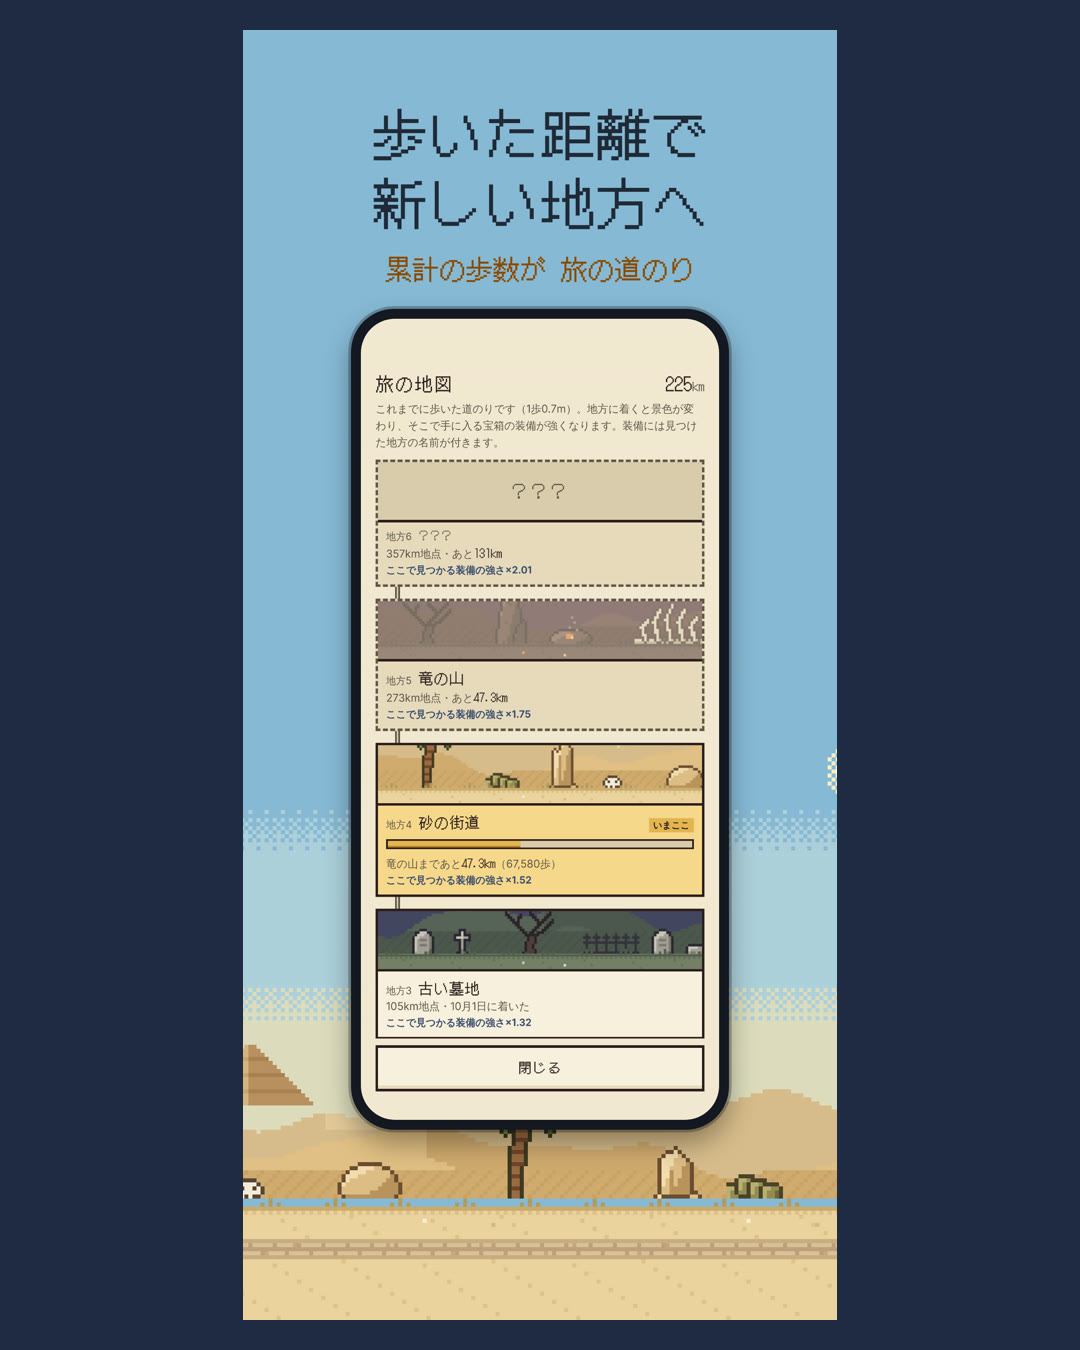 歩いた距離で
新しい地方へ
累計の歩数が 旅の道のり
旅の地図 225km
これまでに歩いた道のりです（1歩0.7m）。地方に着くと景色が変
わり、そこで手に入る宝箱の装備が強くなります。装備には見つけ
た地方の名前が付きます。
？？？
地方6 ？？？
357km地点・あと131km
ここで見つかる装備の強さ×2.01
地方5 竜の山
273km地点・あと47.3km
ここで見つかる装備の強さ×1.75
地方4 砂の街道 いまここ
竜の山まであと47.3km（67,580歩）
ここで見つかる装備の強さ×1.52
地方3 古い墓地
105km地点・10月1日に着いた
ここで見つかる装備の強さ×1.32
閉じる